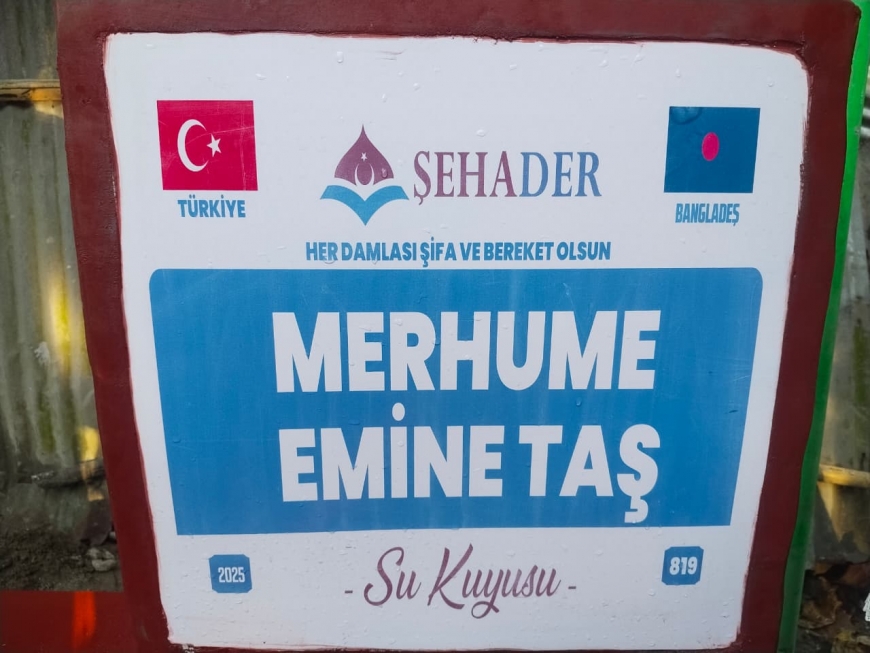 ŞEHADER
TÜRKİYE
BANGLADEŞ
HER DAMLASI ŞİFA VE BEREKET OLSUN
MERHUME
EMİNE TAŞ
2025
- Su Kuyusu -
819